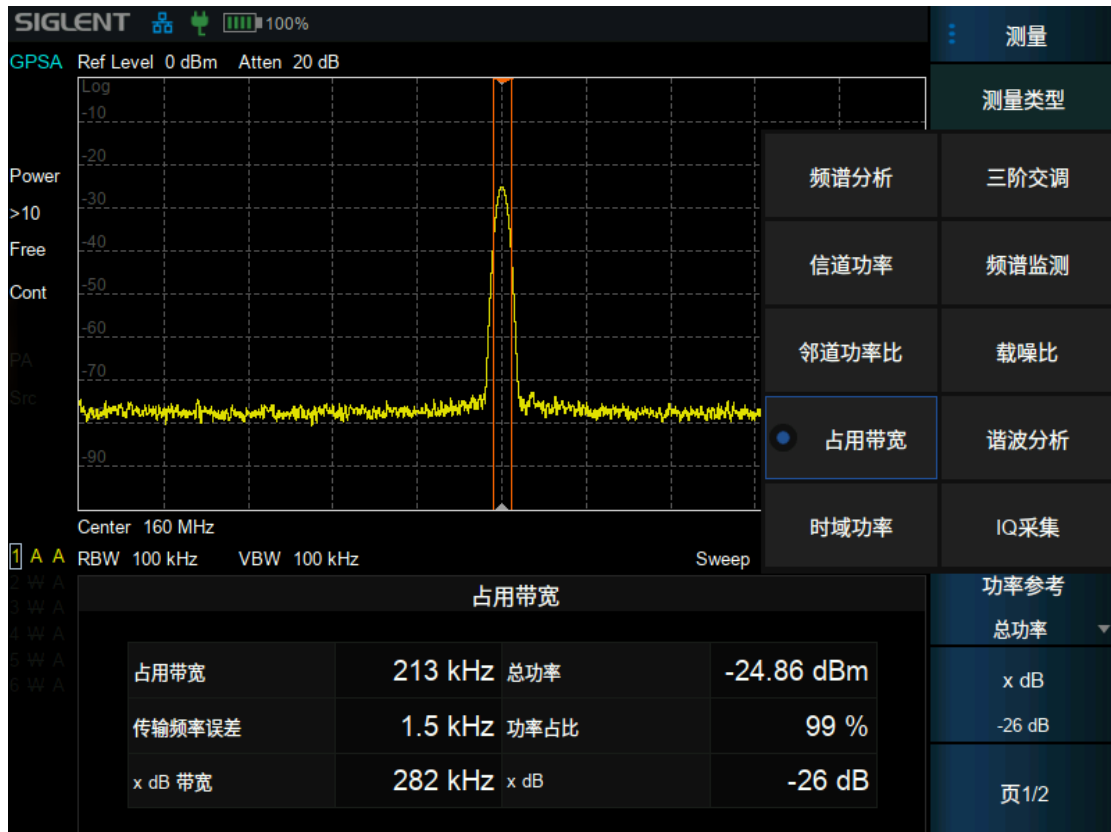 SIGLENT 100%
测量
GPSA Ref Level 0 dBm Atten 20 dB
测量类型
Log
-10
-20
-30
-40
-50
-60
-70
-90
Power
>10
Free
Cont
PA
Src
频谱分析 三阶交调
信道功率 频谱监测
邻道功率比 载噪比
占用带宽 谐波分析
时域功率 IQ采集
Center 160 MHz
RBW 100 kHz VBW 100 kHz Sweep
1 A A
2 W A
3 W A
4 W A
5 W A
6 W A
占用带宽
占用带宽 213 kHz 总功率 -24.86 dBm
传输频率误差 1.5 kHz 功率占比 99 %
x dB 带宽 282 kHz x dB -26 dB
功率参考
总功率
x dB
-26 dB
页1/2